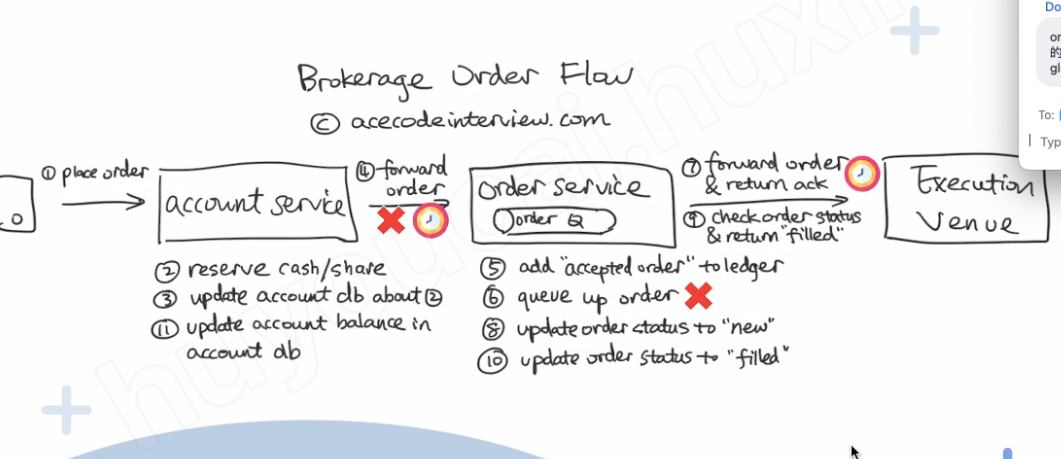 Brokerage Order Flow
© acecodeinterview.com
① place order
account service
② reserve cash/share
③ update account db about ②
⑪ update account balance in
account db
④ forward
order
order service
order Q
⑤ add "accepted order" to ledger
⑥ queue up order
⑧ update order status to "new"
⑩ update order status to "filled"
⑦ forward order
& return ack
⑨ check order status
& return "filled"
Execution
Venue
Do
的
To:
Typ